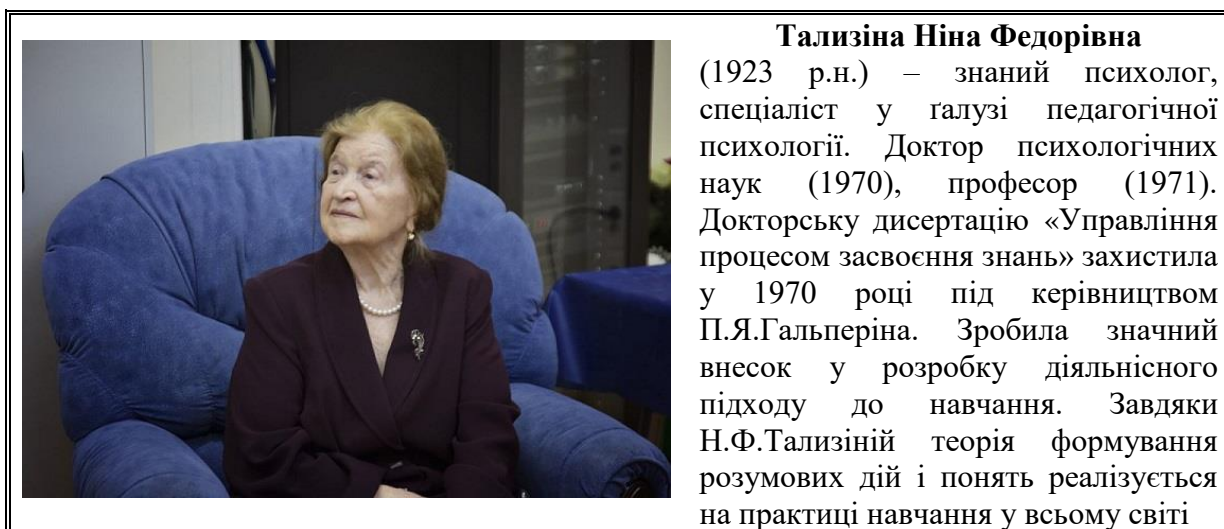 Тализіна Ніна Федорівна
(1923 р.н.) – знаний психолог,
спеціаліст у ґалузі педагогічної
психології. Доктор психологічних
наук (1970), професор (1971).
Докторську дисертацію «Управління
процесом засвоєння знань» захистила
у 1970 році під керівництвом
П.Я.Гальперіна. Зробила значний
внесок у розробку діяльнісного
підходу до навчання. Завдяки
Н.Ф.Тализіній теорія формування
розумових дій і понять реалізується
на практиці навчання у всьому світі